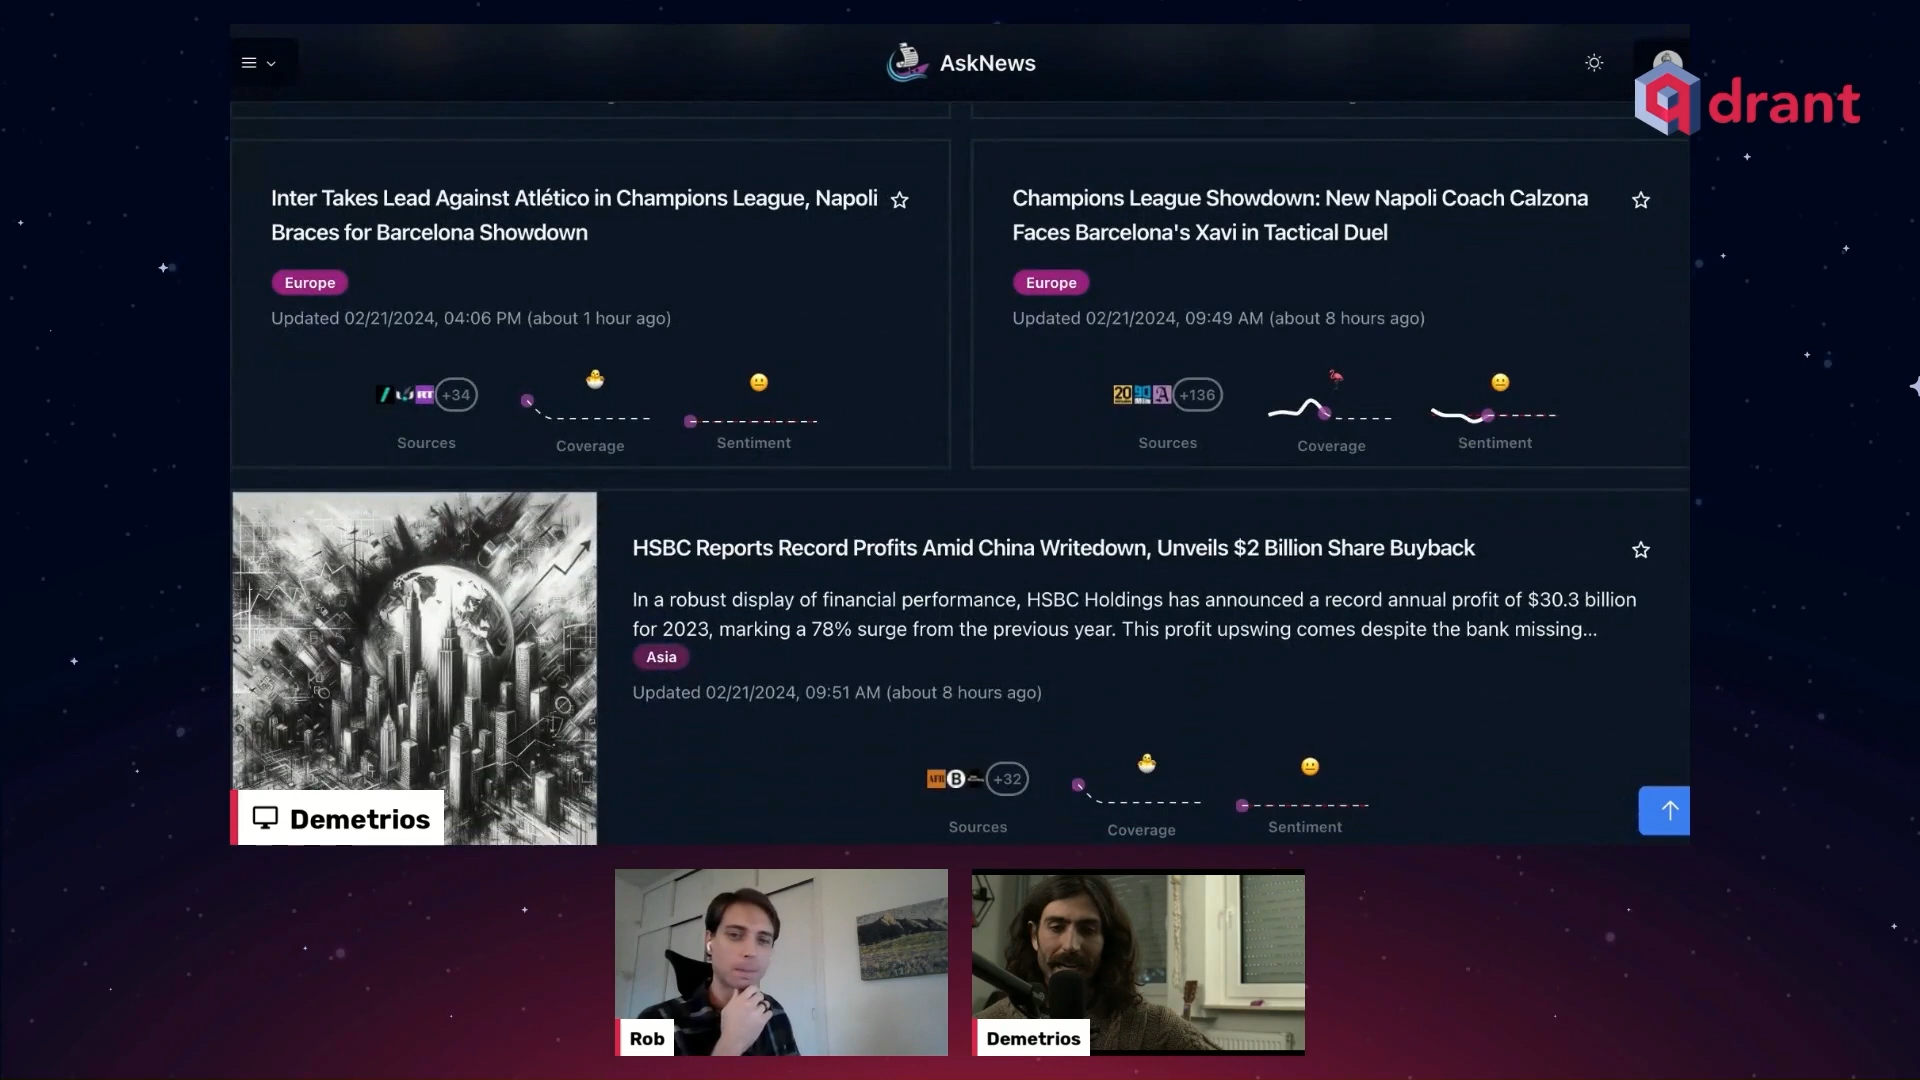 AskNews
qdrant
Inter Takes Lead Against Atlético in Champions League, Napoli
Braces for Barcelona Showdown
Europe
Updated 02/21/2024, 04:06 PM (about 1 hour ago)
RT
+34
Sources
Coverage
Sentiment
Champions League Showdown: New Napoli Coach Calzona
Faces Barcelona's Xavi in Tactical Duel
Europe
Updated 02/21/2024, 09:49 AM (about 8 hours ago)
20
90
A
+136
Sources
Coverage
Sentiment
HSBC Reports Record Profits Amid China Writedown, Unveils $2 Billion Share Buyback
In a robust display of financial performance, HSBC Holdings has announced a record annual profit of $30.3 billion
for 2023, marking a 78% surge from the previous year. This profit upswing comes despite the bank missing...
Asia
Updated 02/21/2024, 09:51 AM (about 8 hours ago)
AFR
B
+32
Sources
Coverage
Sentiment
Demetrios
Rob
Demetrios